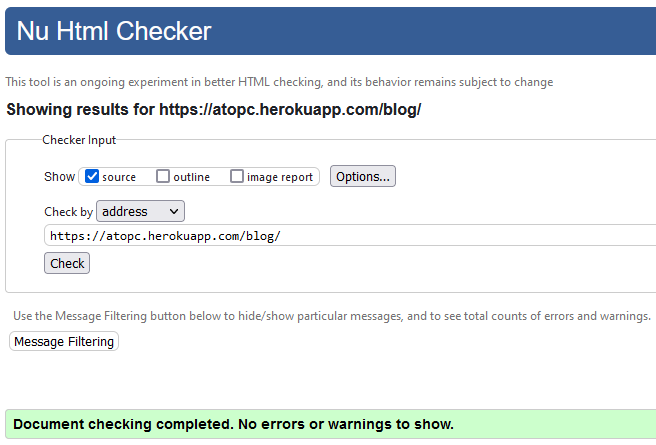 Nu Html Checker
This tool is an ongoing experiment in better HTML checking, and its behavior remains subject to change
Showing results for https://atopc.herokuapp.com/blog/
Checker Input
Show source outline image report Options...
Check by address
https://atopc.herokuapp.com/blog/
Check
Use the Message Filtering button below to hide/show particular messages, and to see total counts of errors and warnings.
Message Filtering
Document checking completed. No errors or warnings to show.